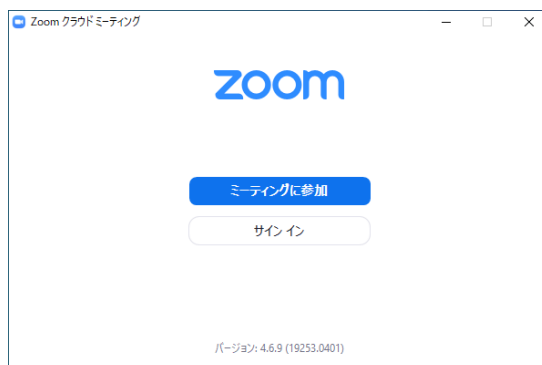 Zoom クラウド ミーティング
zoom
ミーティングに参加
サイン イン
バージョン: 4.6.9 (19253.0401)